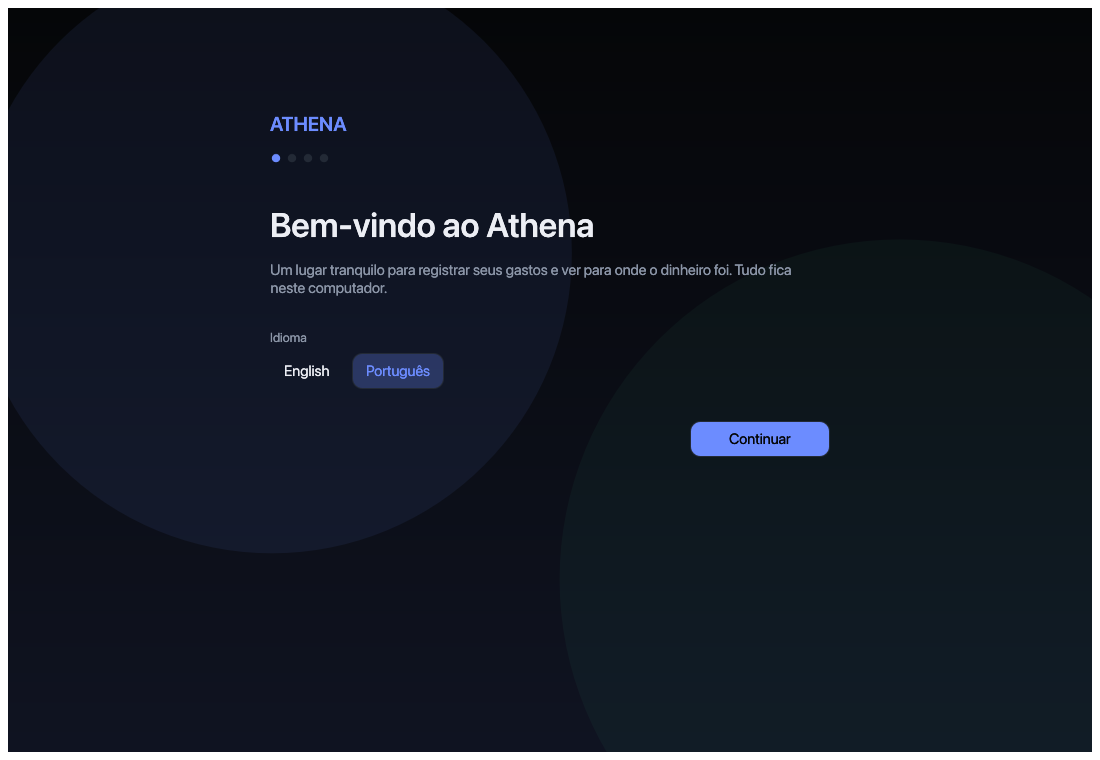 ATHENA
Bem-vindo ao Athena
Um lugar tranquilo para registrar seus gastos e ver para onde o dinheiro foi. Tudo fica
neste computador.
Idioma
English Português
Continuar